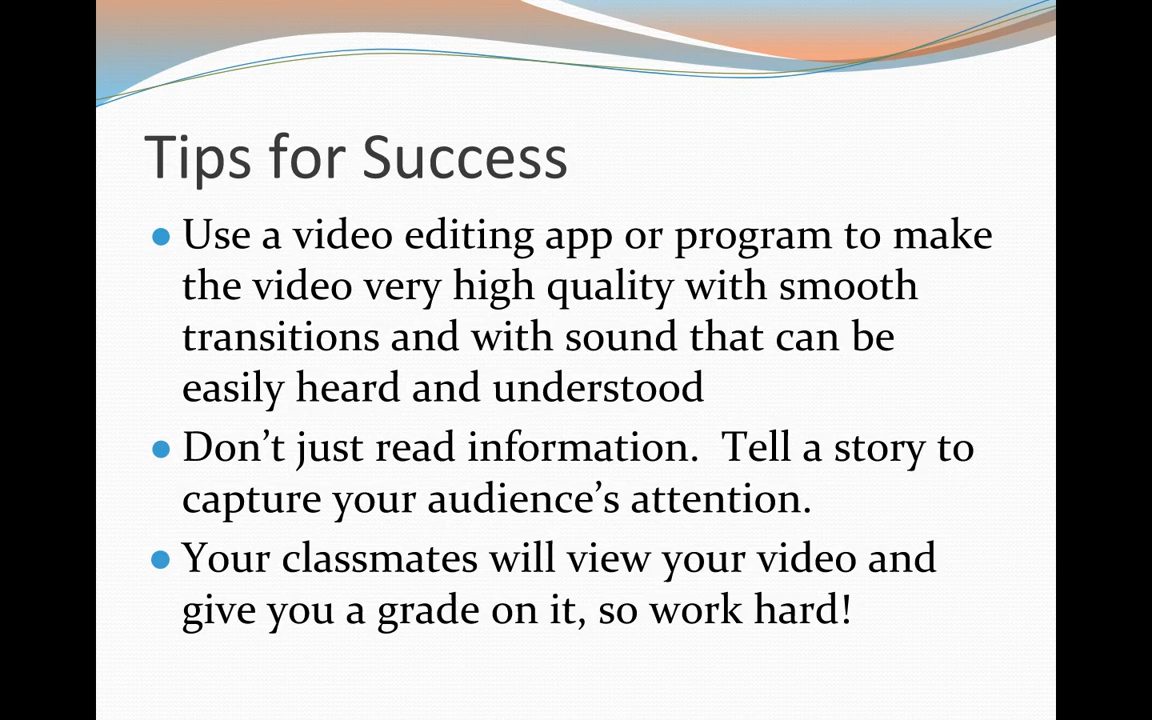 Tips for Success
Use a video editing app or program to make
the video very high quality with smooth
transitions and with sound that can be
easily heard and understood
Don’t just read information.  Tell a story to
capture your audience’s attention.
Your classmates will view your video and
give you a grade on it, so work hard!